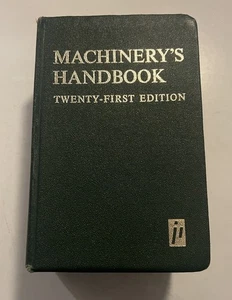 MACHINERY'S
HANDBOOK
TWENTY-FIRST EDITION